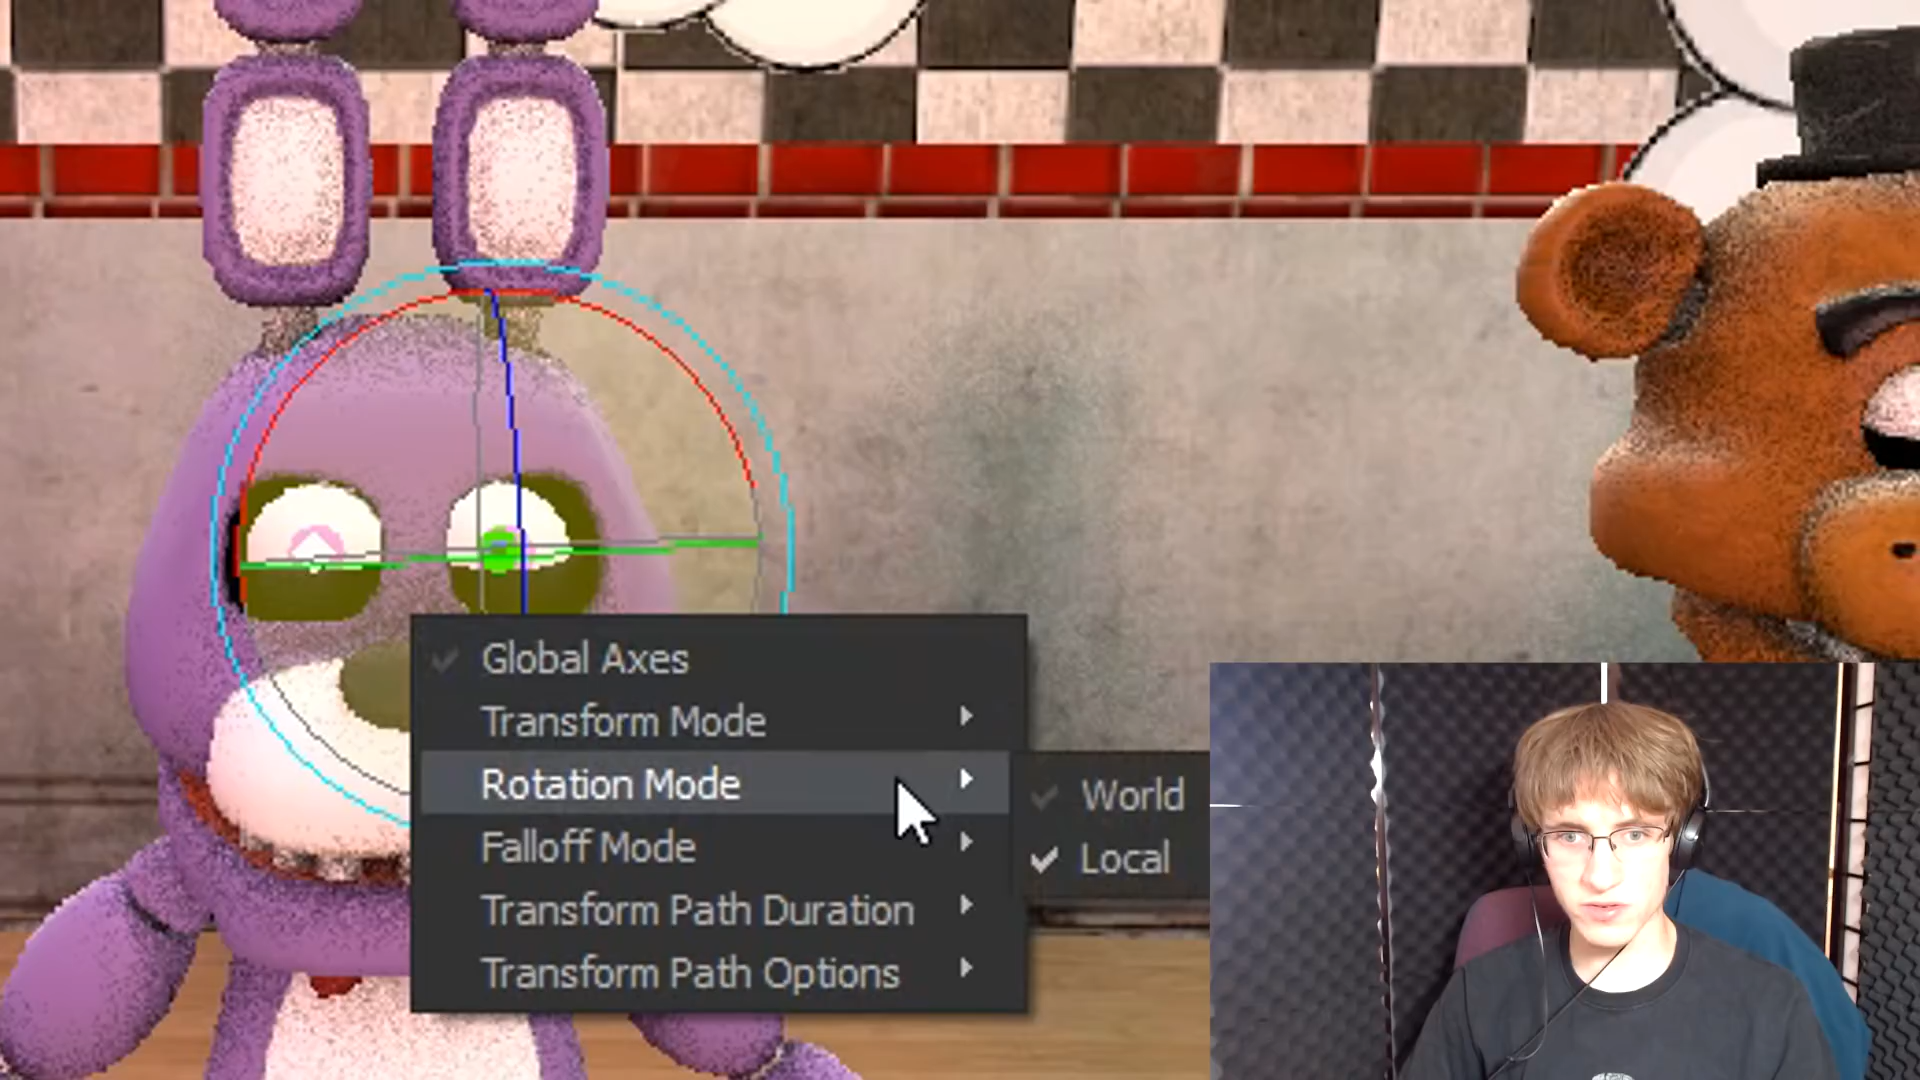 Global Axes
Transform Mode
Rotation Mode
Falloff Mode
Transform Path Duration
Transform Path Options
World
Local